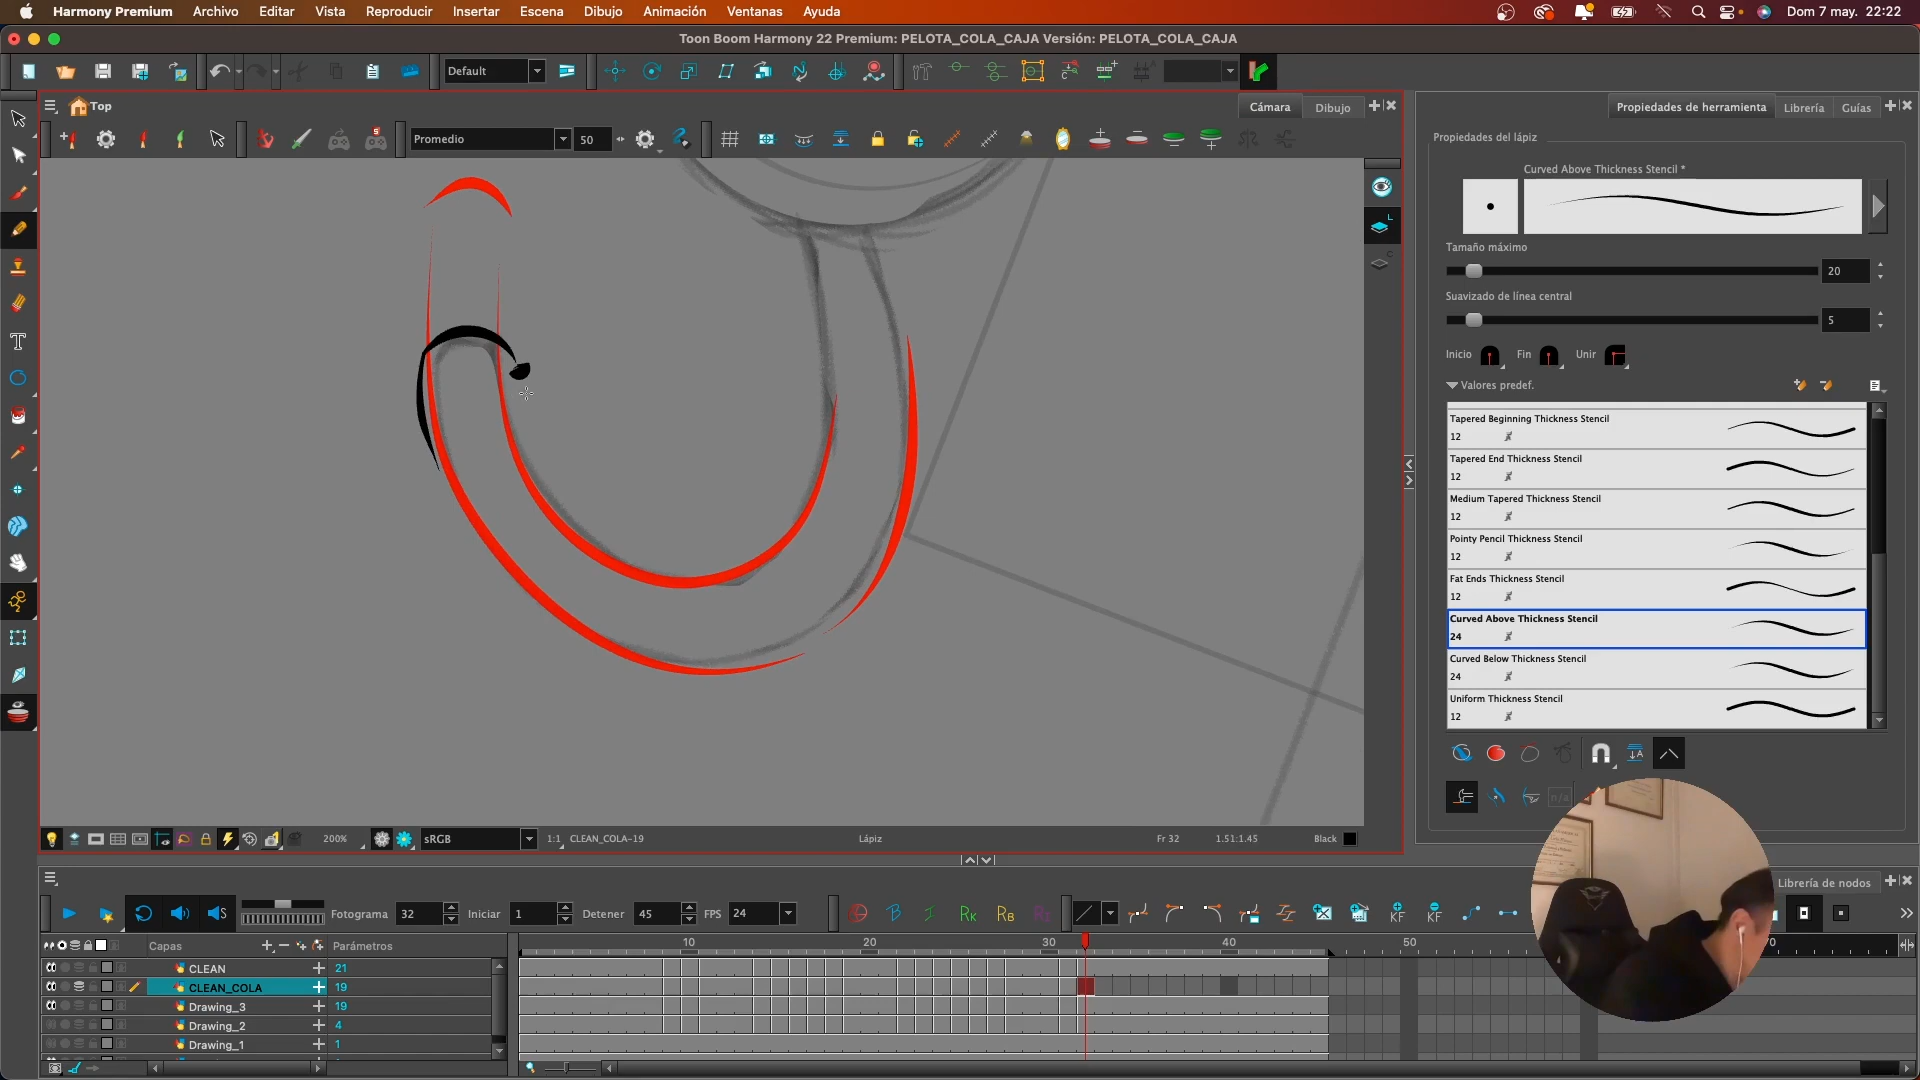 Harmony Premium Archivo Editar Vista Reproducir Insertar Escena Dibujo Animación Ventanas Ayuda Dom 7 may. 22:22
Toon Boom Harmony 22 Premium: PELOTA_COLA_CAJA Versión: PELOTA_COLA_CAJA
Default
Top
Cámara
Dibujo
Propiedades de herramienta
Librería
Guías
Promedio
50
Propiedades del lápiz
Curved Above Thickness Stencil *
Tamaño máximo
20
Suavizado de línea central
5
Inicio
Fin
Unir
Valores predef.
Tapered Beginning Thickness Stencil
12
Tapered End Thickness Stencil
12
Medium Tapered Thickness Stencil
12
Pointy Pencil Thickness Stencil
12
Fat Ends Thickness Stencil
12
Curved Above Thickness Stencil
24
Curved Below Thickness Stencil
24
Uniform Thickness Stencil
12
n/a
200%
sRGB
1:1
CLEAN_COLA-19
Lápiz
Fr 32
1.51:1.45
Black
Librería de nodos
Fotograma 32
Iniciar 1
Detener 45
FPS 24
KF
KF
Capas
Parámetros
10 20 30 40 50 70
CLEAN 21
CLEAN_COLA 19
Drawing_3 19
Drawing_2 4
Drawing_1 1